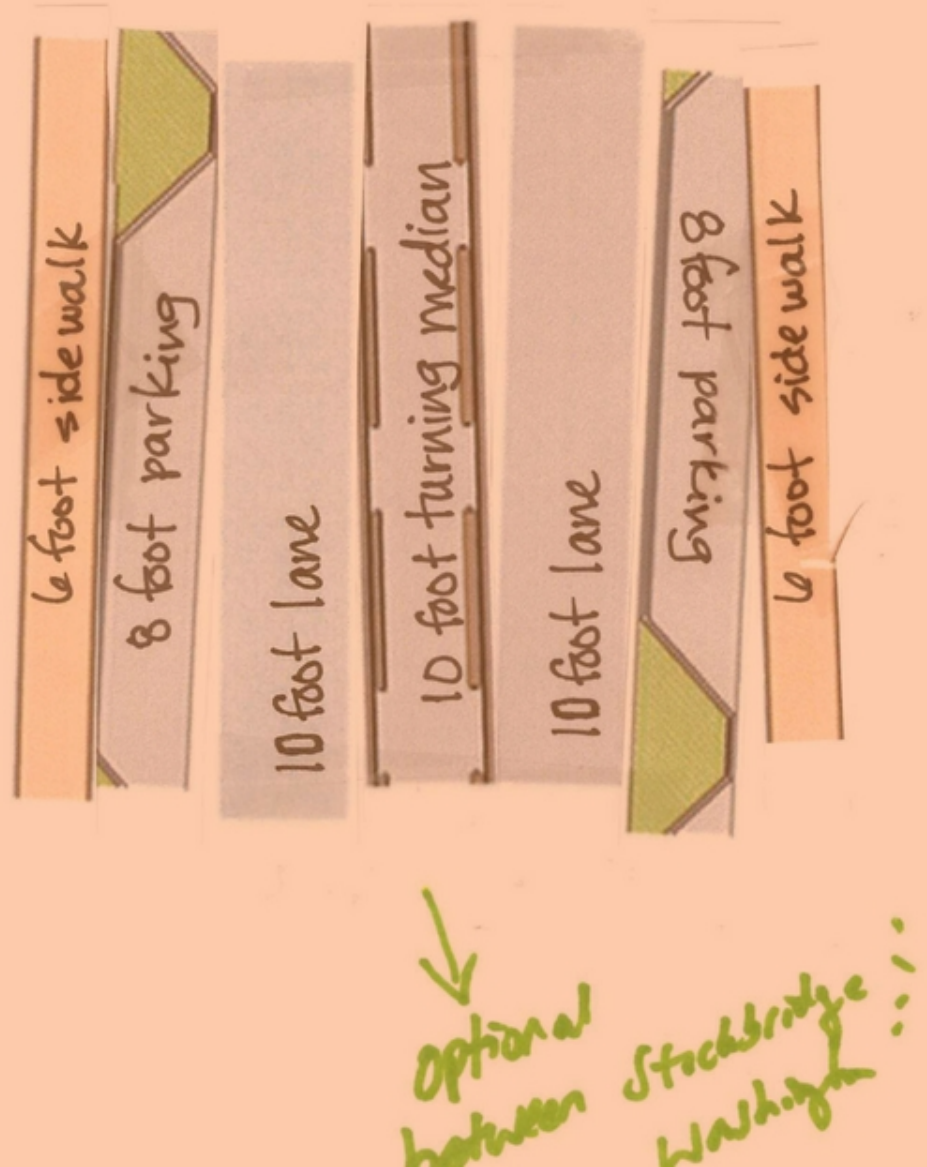 6 foot sidewalk
8 foot parking
10 foot lane
10 foot turning median
10 foot lane
8 foot parking
6 foot sidewalk
optional
between Stockbridge
Washington